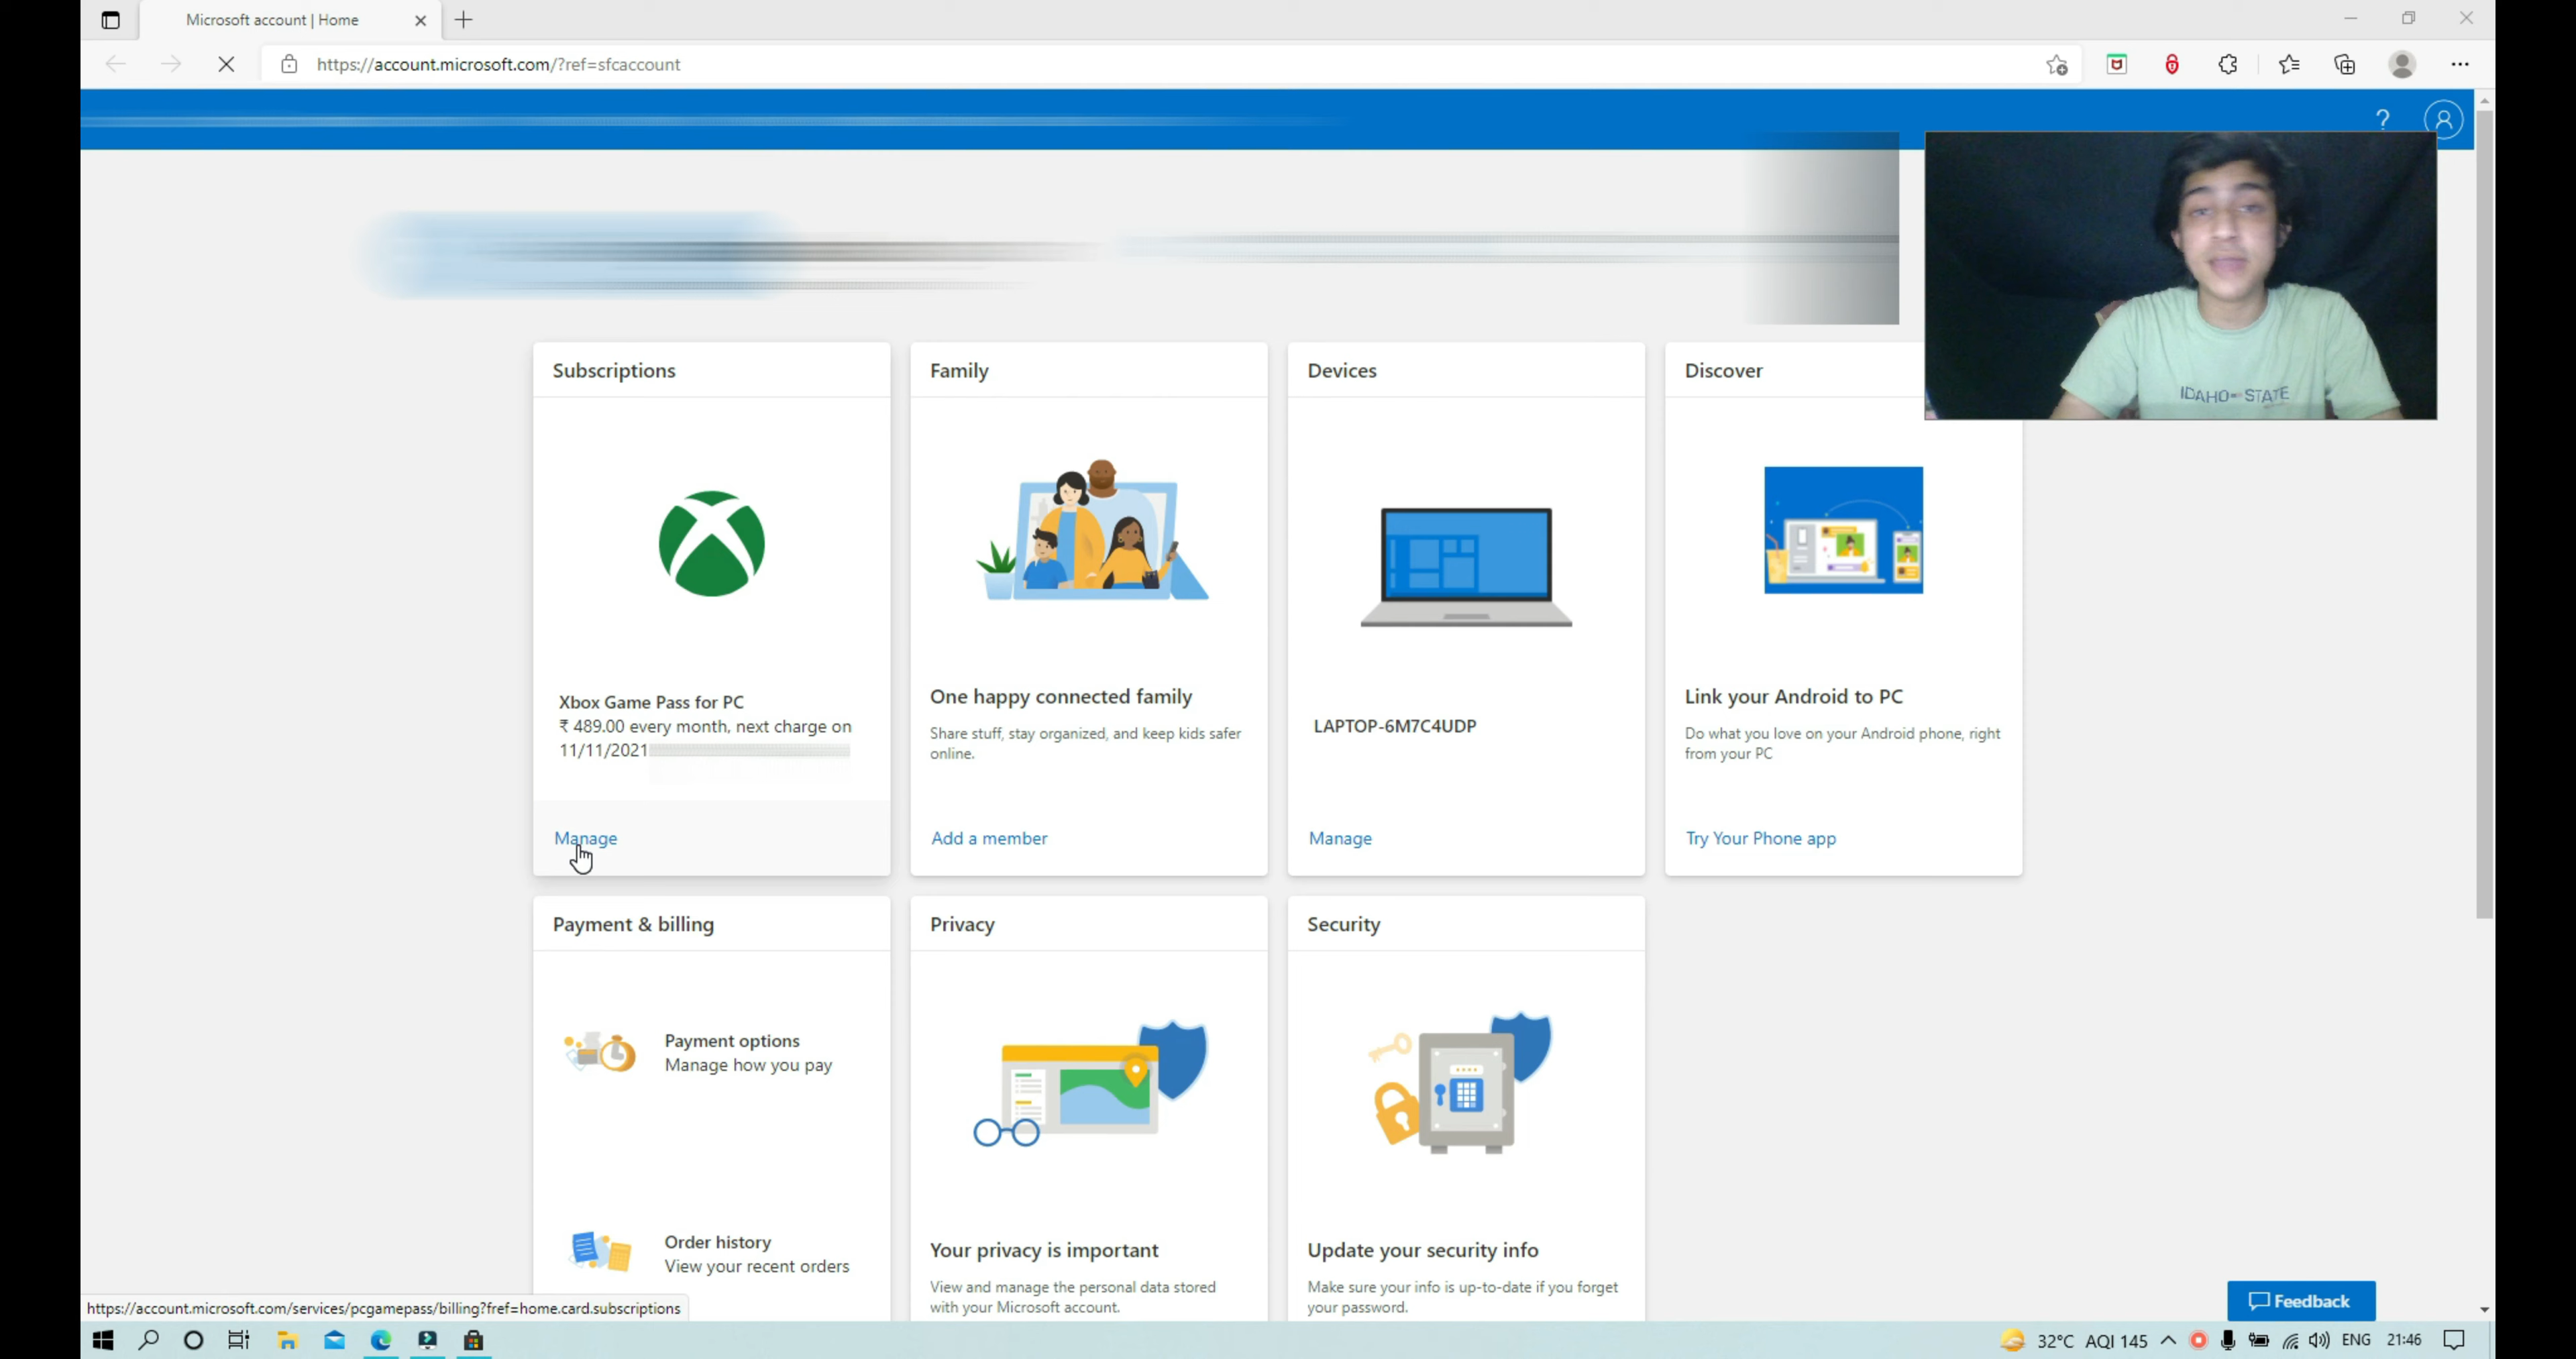 Microsoft account | Home
https://account.microsoft.com/?ref=sfcaccount
?
IDAHO STATE
Subscriptions
Family
Devices
Discover
Xbox Game Pass for PC
₹ 489.00 every month, next charge on
11/11/2021
Manage
One happy connected family
Share stuff, stay organized, and keep kids safer
online.
Add a member
LAPTOP-6M7C4UDP
Manage
Link your Android to PC
Do what you love on your Android phone, right
from your PC
Try Your Phone app
Payment & billing
Privacy
Security
Payment options
Manage how you pay
Order history
View your recent orders
Your privacy is important
View and manage the personal data stored
with your Microsoft account.
Update your security info
Make sure your info is up-to-date if you forget
your password.
Feedback
https://account.microsoft.com/services/pcgamepass/billing?fref=home.card.subscriptions
32°C AQI 145
ENG
21:46